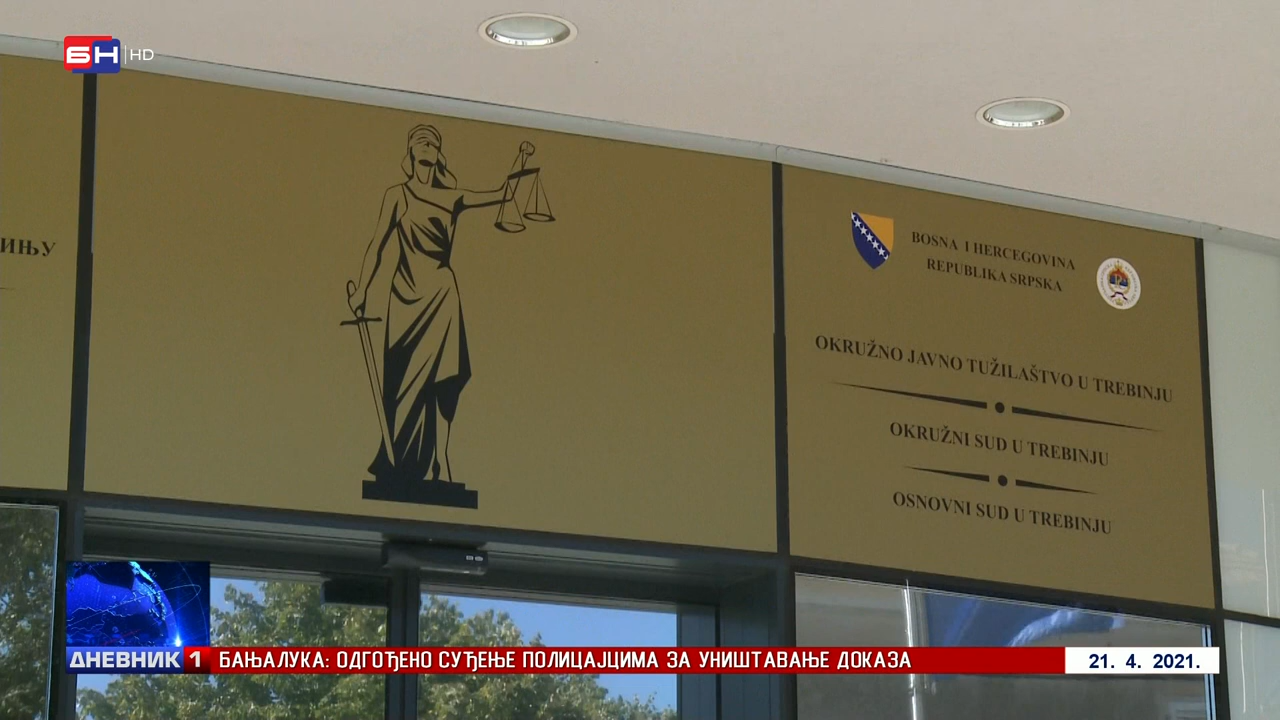 БН HD
ИЊУ
BOSNA I HERCEGOVINA
REPUBLIKA SRPSKA
OKRUŽNO JAVNO TUŽILAŠTVO U TREBINJU
OKRUŽNI SUD U TREBINJU
OSNOVNI SUD U TREBINJU
ДНЕВНИК 1 БАЊАЛУКА: ОДГОЂЕНО СУЂЕЊЕ ПОЛИЦАЈЦИМА ЗА УНИШТАВАЊЕ ДОКАЗА 21. 4. 2021.